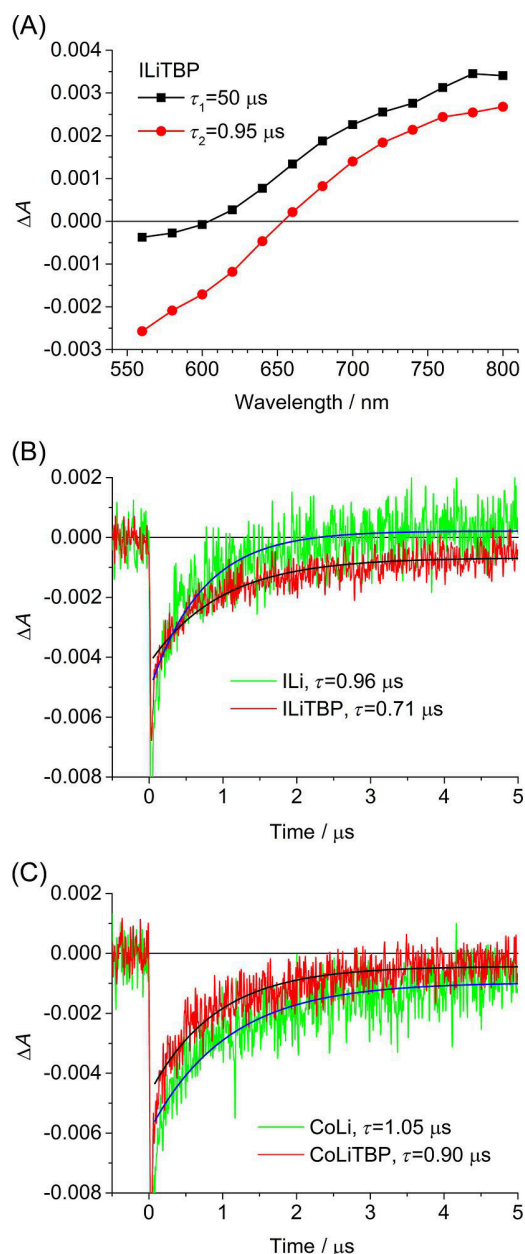 (A)
0.004
0.003
0.002
0.001
0.000
-0.001
-0.002
-0.003
ΔA
ILiTBP
τ1=50 μs
τ2=0.95 μs
550 600 650 700 750 800
Wavelength / nm
(B)
0.002
0.000
-0.002
-0.004
-0.006
-0.008
ΔA
ILi, τ=0.96 μs
ILiTBP, τ=0.71 μs
0 1 2 3 4 5
Time / μs
(C)
0.002
0.000
-0.002
-0.004
-0.006
-0.008
ΔA
CoLi, τ=1.05 μs
CoLiTBP, τ=0.90 μs
0 1 2 3 4 5
Time / μs